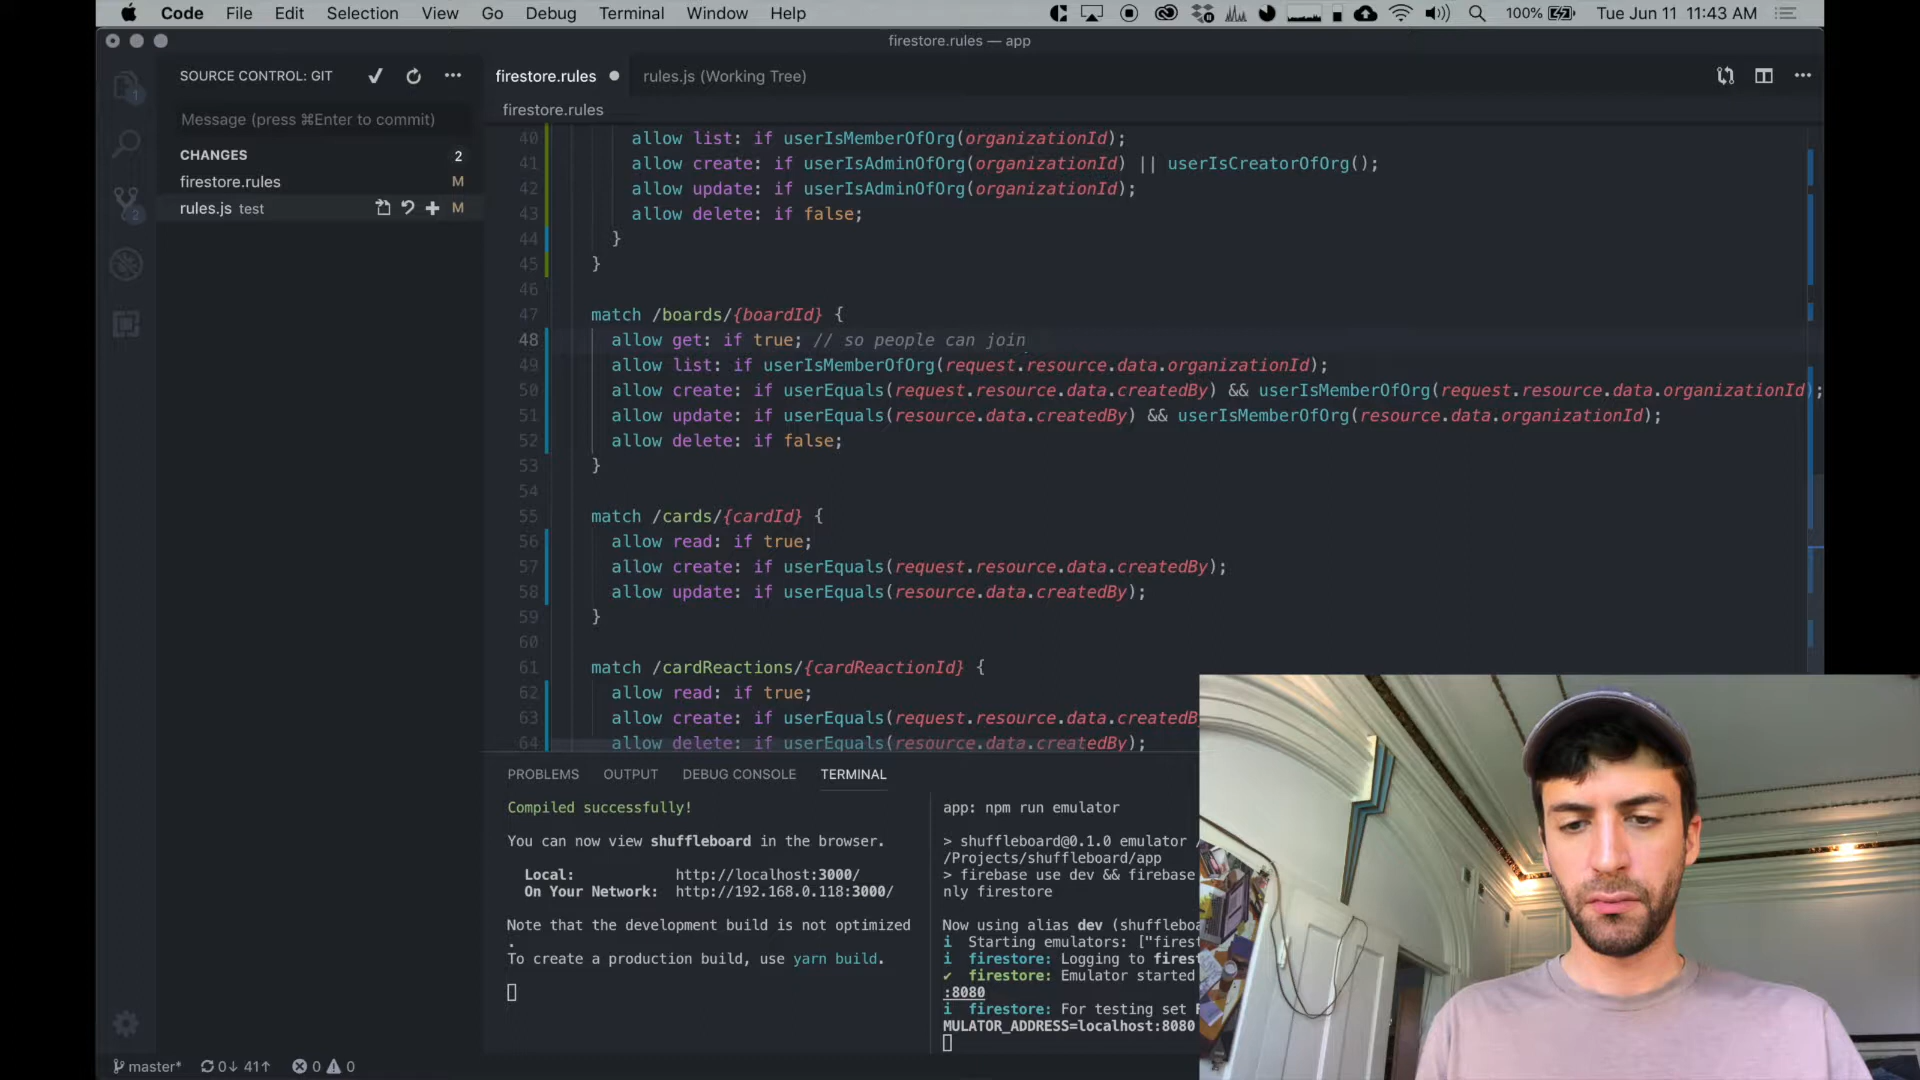 Code File Edit Selection View Go Debug Terminal Window Help
100% Tue Jun 11 11:43 AM
firestore.rules — app
SOURCE CONTROL: GIT
firestore.rules
rules.js (Working Tree)
Message (press ⌘Enter to commit)
firestore.rules
CHANGES 2
firestore.rules M
rules.js test M
1
2
40 allow list: if userIsMemberOfOrg(organizationId);
41 allow create: if userIsAdminOfOrg(organizationId) || userIsCreatorOfOrg();
42 allow update: if userIsAdminOfOrg(organizationId);
43 allow delete: if false;
44 }
45 }
46
47 match /boards/{boardId} {
48 allow get: if true; // so people can join
49 allow list: if userIsMemberOfOrg(request.resource.data.organizationId);
50 allow create: if userEquals(request.resource.data.createdBy) && userIsMemberOfOrg(request.resource.data.organizationId);
51 allow update: if userEquals(resource.data.createdBy) && userIsMemberOfOrg(resource.data.organizationId);
52 allow delete: if false;
53 }
54
55 match /cards/{cardId} {
56 allow read: if true;
57 allow create: if userEquals(request.resource.data.createdBy);
58 allow update: if userEquals(resource.data.createdBy);
59 }
60
61 match /cardReactions/{cardReactionId} {
62 allow read: if true;
63 allow create: if userEquals(request.resource.data.createdB
64 allow delete: if userEquals(resource.data.createdBy);
PROBLEMS OUTPUT DEBUG CONSOLE TERMINAL
Compiled successfully!
You can now view shuffleboard in the browser.
Local: http://localhost:3000/
On Your Network: http://192.168.0.118:3000/
Note that the development build is not optimized
.
To create a production build, use yarn build.
app: npm run emulator
> shuffleboard@0.1.0 emulator
/Projects/shuffleboard/app
> firebase use dev && firebase
nly firestore
Now using alias dev (shufflebo
i Starting emulators: ["fires
i firestore: Logging to fires
✔ firestore: Emulator started
:8080
i firestore: For testing set
MULATOR_ADDRESS=localhost:8080
master* 0↓ 41↑ 0 0